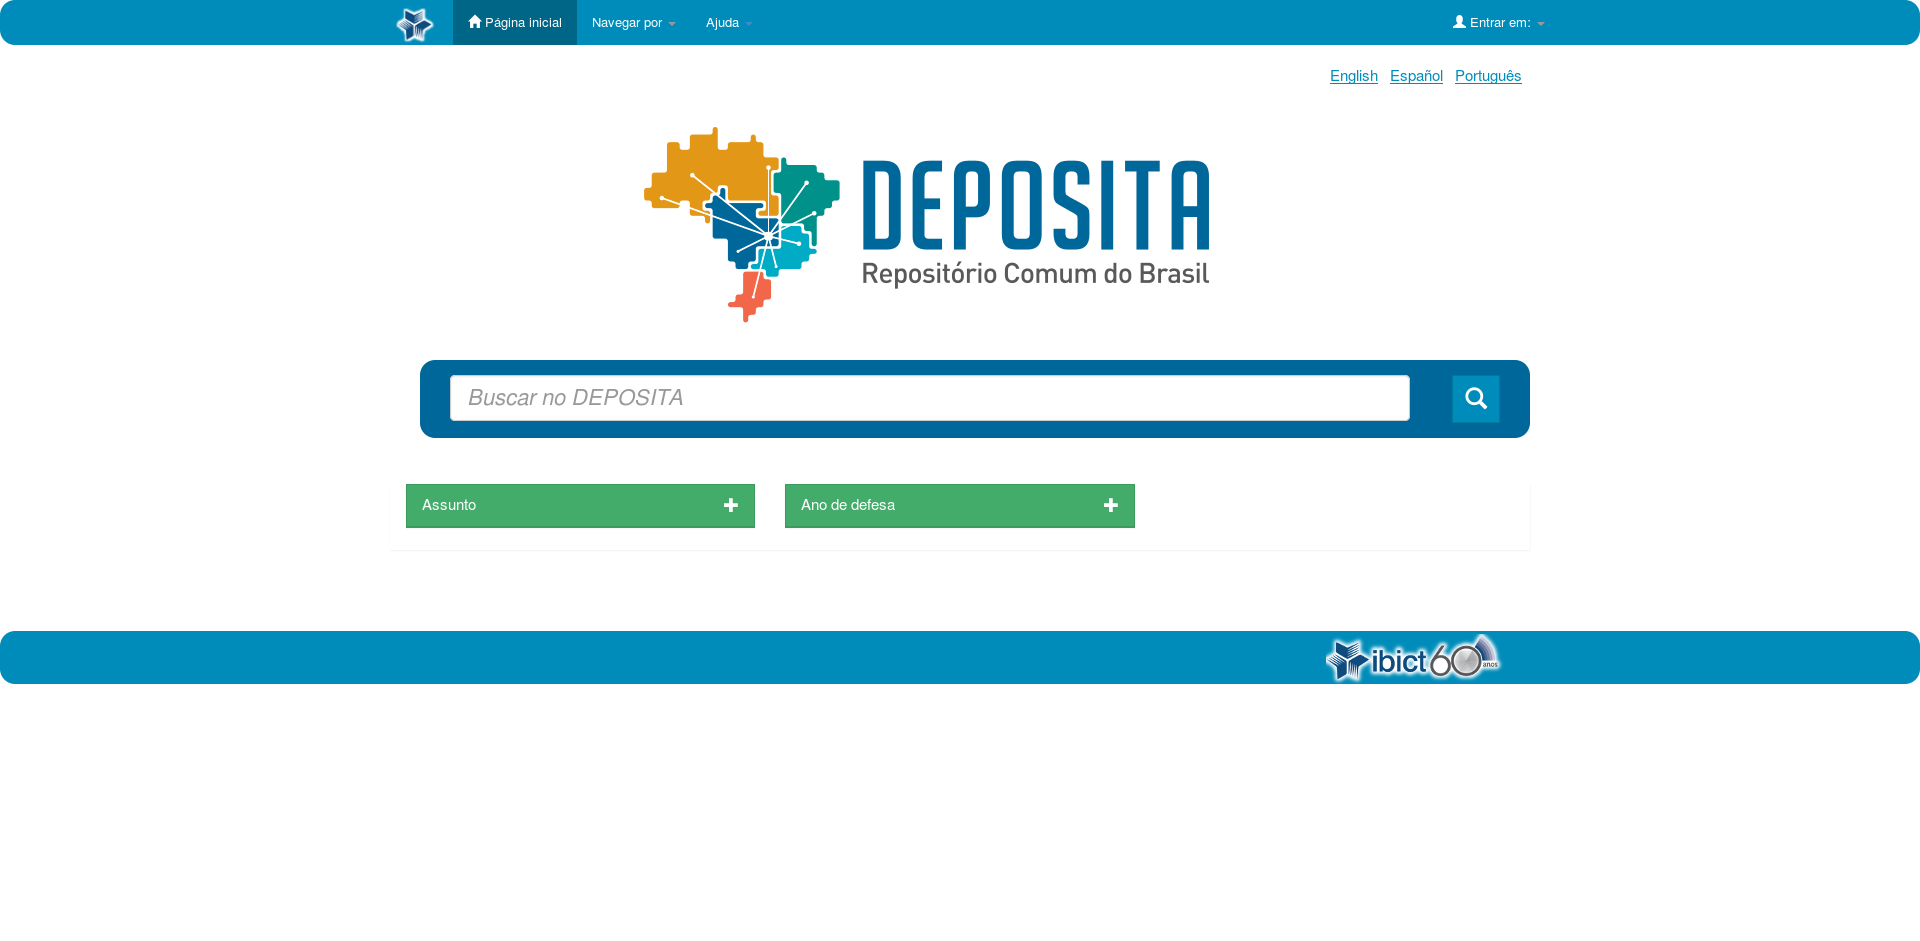 Página inicial
Navegar por
Ajuda
Entrar em:
English Español Português
DEPOSITA
Repositório Comum do Brasil
Buscar no DEPOSITA
Assunto
Ano de defesa
ibict 60 anos